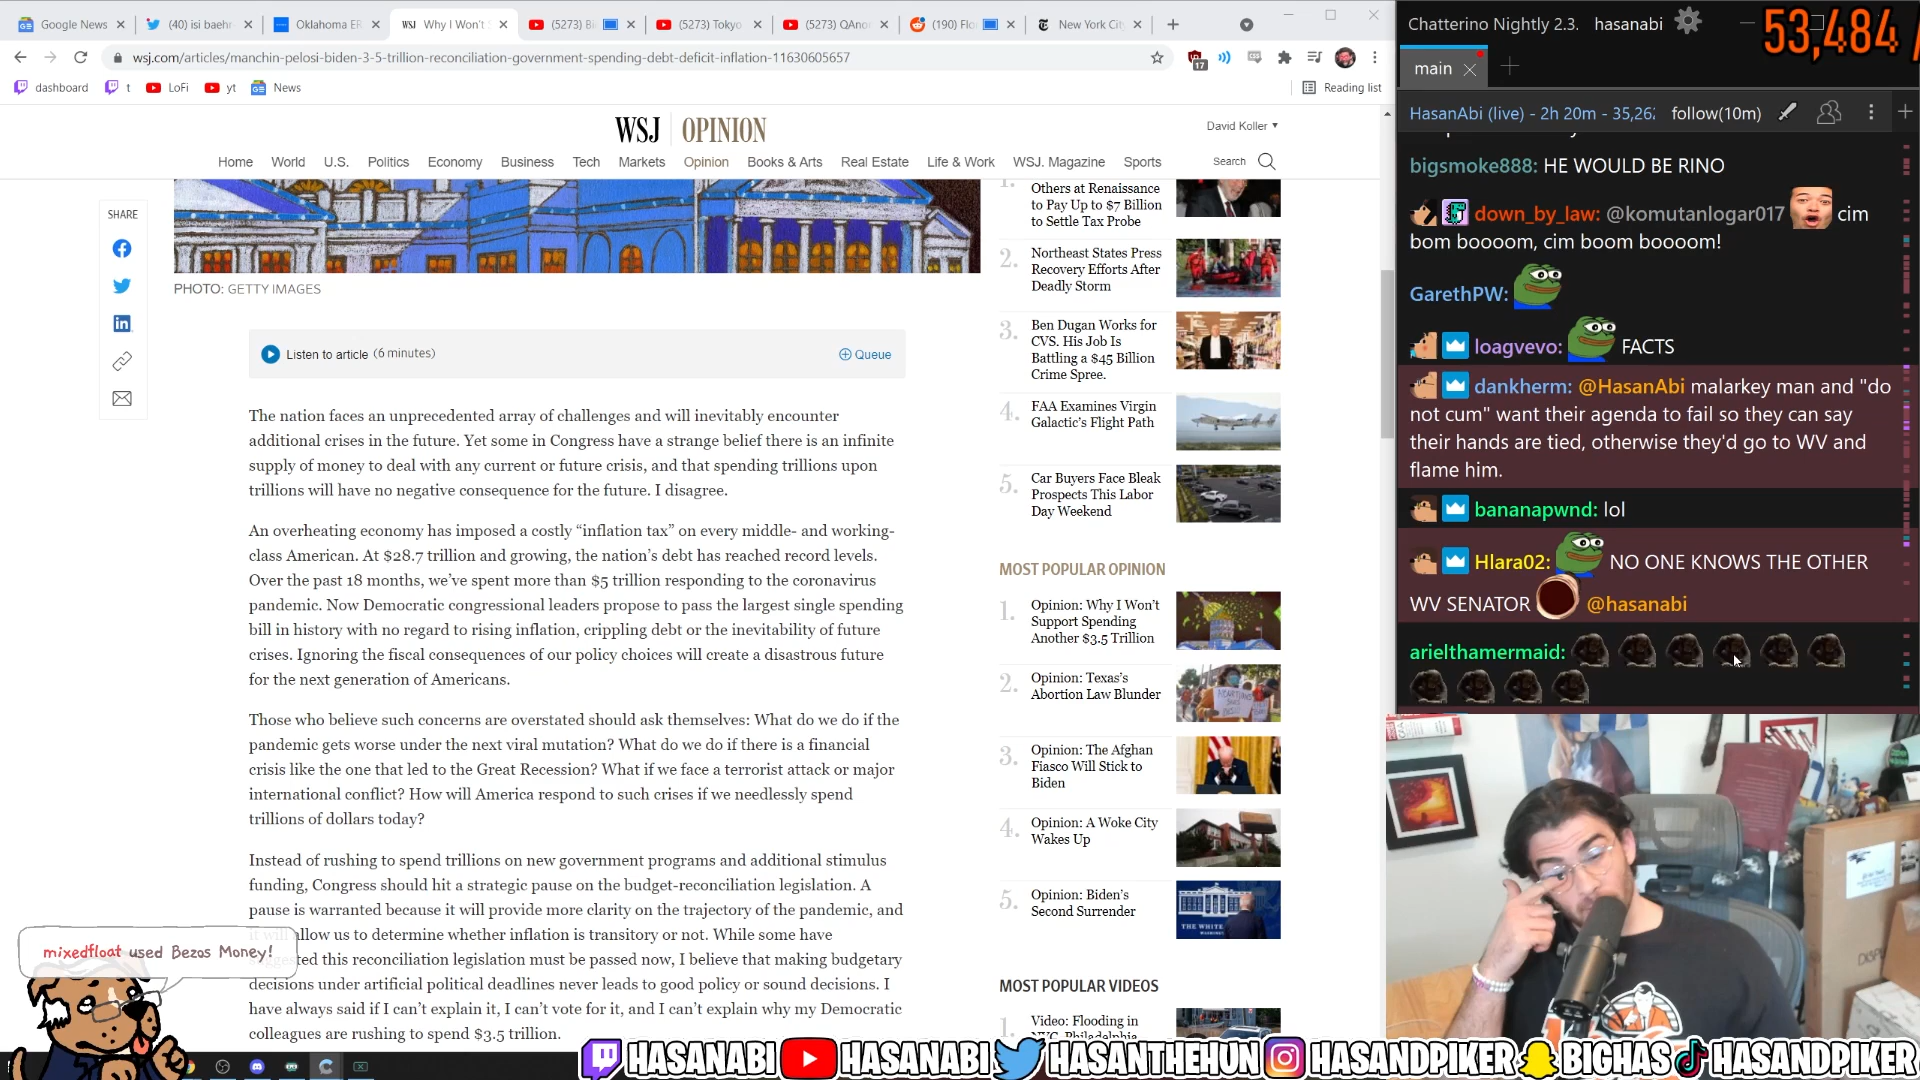 Google News
(40) isi baehr
Oklahoma ER
WSJ
Why I Won't S
(5273) Bi
(5273) Tokyo
(5273) QAno
(190) Flo
New York City
wsj.com/articles/manchin-pelosi-biden-3-5-trillion-reconciliation-government-spending-debt-deficit-inflation-11630605657
17
dashboard
t
LoFi
yt
News
Reading list
WSJ | OPINION
David Koller
Home World U.S. Politics Economy Business Tech Markets Opinion Books & Arts Real Estate Life & Work WSJ. Magazine Sports
Search
SHARE
PHOTO: GETTY IMAGES
Listen to article (6 minutes)
Queue
The nation faces an unprecedented array of challenges and will inevitably encounter
additional crises in the future. Yet some in Congress have a strange belief there is an infinite
supply of money to deal with any current or future crisis, and that spending trillions upon
trillions will have no negative consequence for the future. I disagree.
An overheating economy has imposed a costly “inflation tax” on every middle- and working-
class American. At $28.7 trillion and growing, the nation’s debt has reached record levels.
Over the past 18 months, we’ve spent more than $5 trillion responding to the coronavirus
pandemic. Now Democratic congressional leaders propose to pass the largest single spending
bill in history with no regard to rising inflation, crippling debt or the inevitability of future
crises. Ignoring the fiscal consequences of our policy choices will create a disastrous future
for the next generation of Americans.
Those who believe such concerns are overstated should ask themselves: What do we do if the
pandemic gets worse under the next viral mutation? What do we do if there is a financial
crisis like the one that led to the Great Recession? What if we face a terrorist attack or major
international conflict? How will America respond to such crises if we needlessly spend
trillions of dollars today?
Instead of rushing to spend trillions on new government programs and additional stimulus
funding, Congress should hit a strategic pause on the budget-reconciliation legislation. A
pause is warranted because it will provide more clarity on the trajectory of the pandemic, and
it will allow us to determine whether inflation is transitory or not. While some have
this reconciliation legislation must be passed now, I believe that making budgetary
decisions under artificial political deadlines never leads to good policy or sound decisions. I
have always said if I can’t explain it, I can’t vote for it, and I can’t explain why my Democratic
colleagues are rushing to spend $3.5 trillion.
mixedfloat used Bezos Money!
1.
Others at Renaissance
to Pay Up to $7 Billion
to Settle Tax Probe
2.
Northeast States Press
Recovery Efforts After
Deadly Storm
3.
Ben Dugan Works for
CVS. His Job Is
Battling a $45 Billion
Crime Spree.
4.
FAA Examines Virgin
Galactic’s Flight Path
5.
Car Buyers Face Bleak
Prospects This Labor
Day Weekend
MOST POPULAR OPINION
1.
Opinion: Why I Won’t
Support Spending
Another $3.5 Trillion
2.
Opinion: Texas’s
Abortion Law Blunder
3.
Opinion: The Afghan
Fiasco Will Stick to
Biden
4.
Opinion: A Woke City
Wakes Up
5.
Opinion: Biden’s
Second Surrender
THE WHITE
MOST POPULAR VIDEOS
1.
Video: Flooding in
NYC, Philadelphia
Chatterino Nightly 2.3.
hasanabi
53,484 /
main
HasanAbi (live) - 2h 20m - 35,26
follow(10m)
bigsmoke888: HE WOULD BE RINO
down_by_law: @komutanlogar017 cim
bom boooom, cim boom boooom!
GarethPW:
loagvevo: FACTS
dankherm: @HasanAbi malarkey man and "do
not cum" want their agenda to fail so they can say
their hands are tied, otherwise they'd go to WV and
flame him.
bananapwnd: lol
Hlara02: NO ONE KNOWS THE OTHER
WV SENATOR @hasanabi
arielthamermaid:
HASANABI HASANABI HASANTHEHUN HASANDPIKER BIGHAS HASANDPIKER